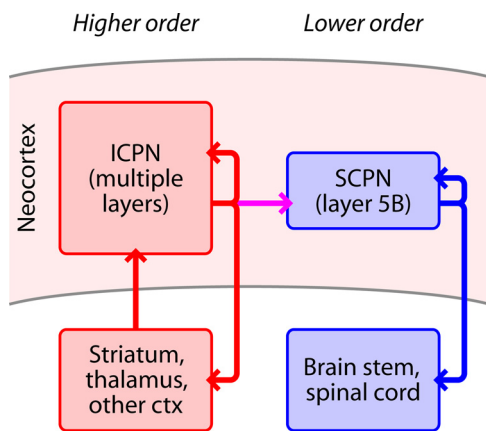 Higher order
Lower order
Neocortex
ICPN
(multiple
layers)
SCPN
(layer 5B)
Striatum,
thalamus,
other ctx
Brain stem,
spinal cord